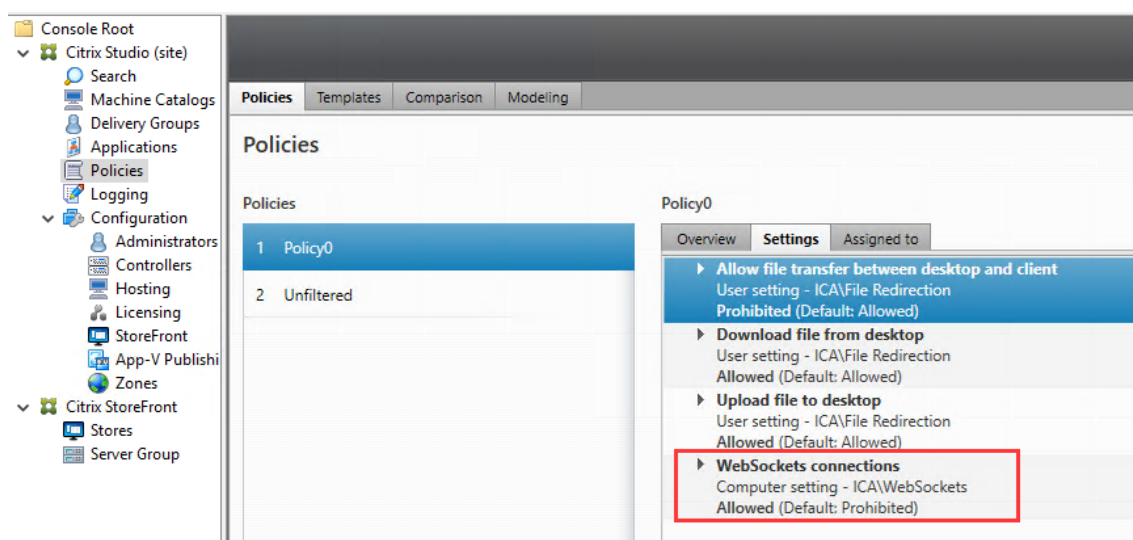 Console Root
Citrix Studio (site)
Search
Machine Catalogs
Delivery Groups
Applications
Policies
Logging
Configuration
Administrators
Controllers
Hosting
Licensing
StoreFront
App-V Publishi
Zones
Citrix StoreFront
Stores
Server Group
Policies Templates Comparison Modeling
Policies
Policies
1 Policy0
2 Unfiltered
Policy0
Overview Settings Assigned to
Allow file transfer between desktop and client
User setting - ICA\File Redirection
Prohibited (Default: Allowed)
Download file from desktop
User setting - ICA\File Redirection
Allowed (Default: Allowed)
Upload file to desktop
User setting - ICA\File Redirection
Allowed (Default: Allowed)
WebSockets connections
Computer setting - ICA\WebSockets
Allowed (Default: Prohibited)